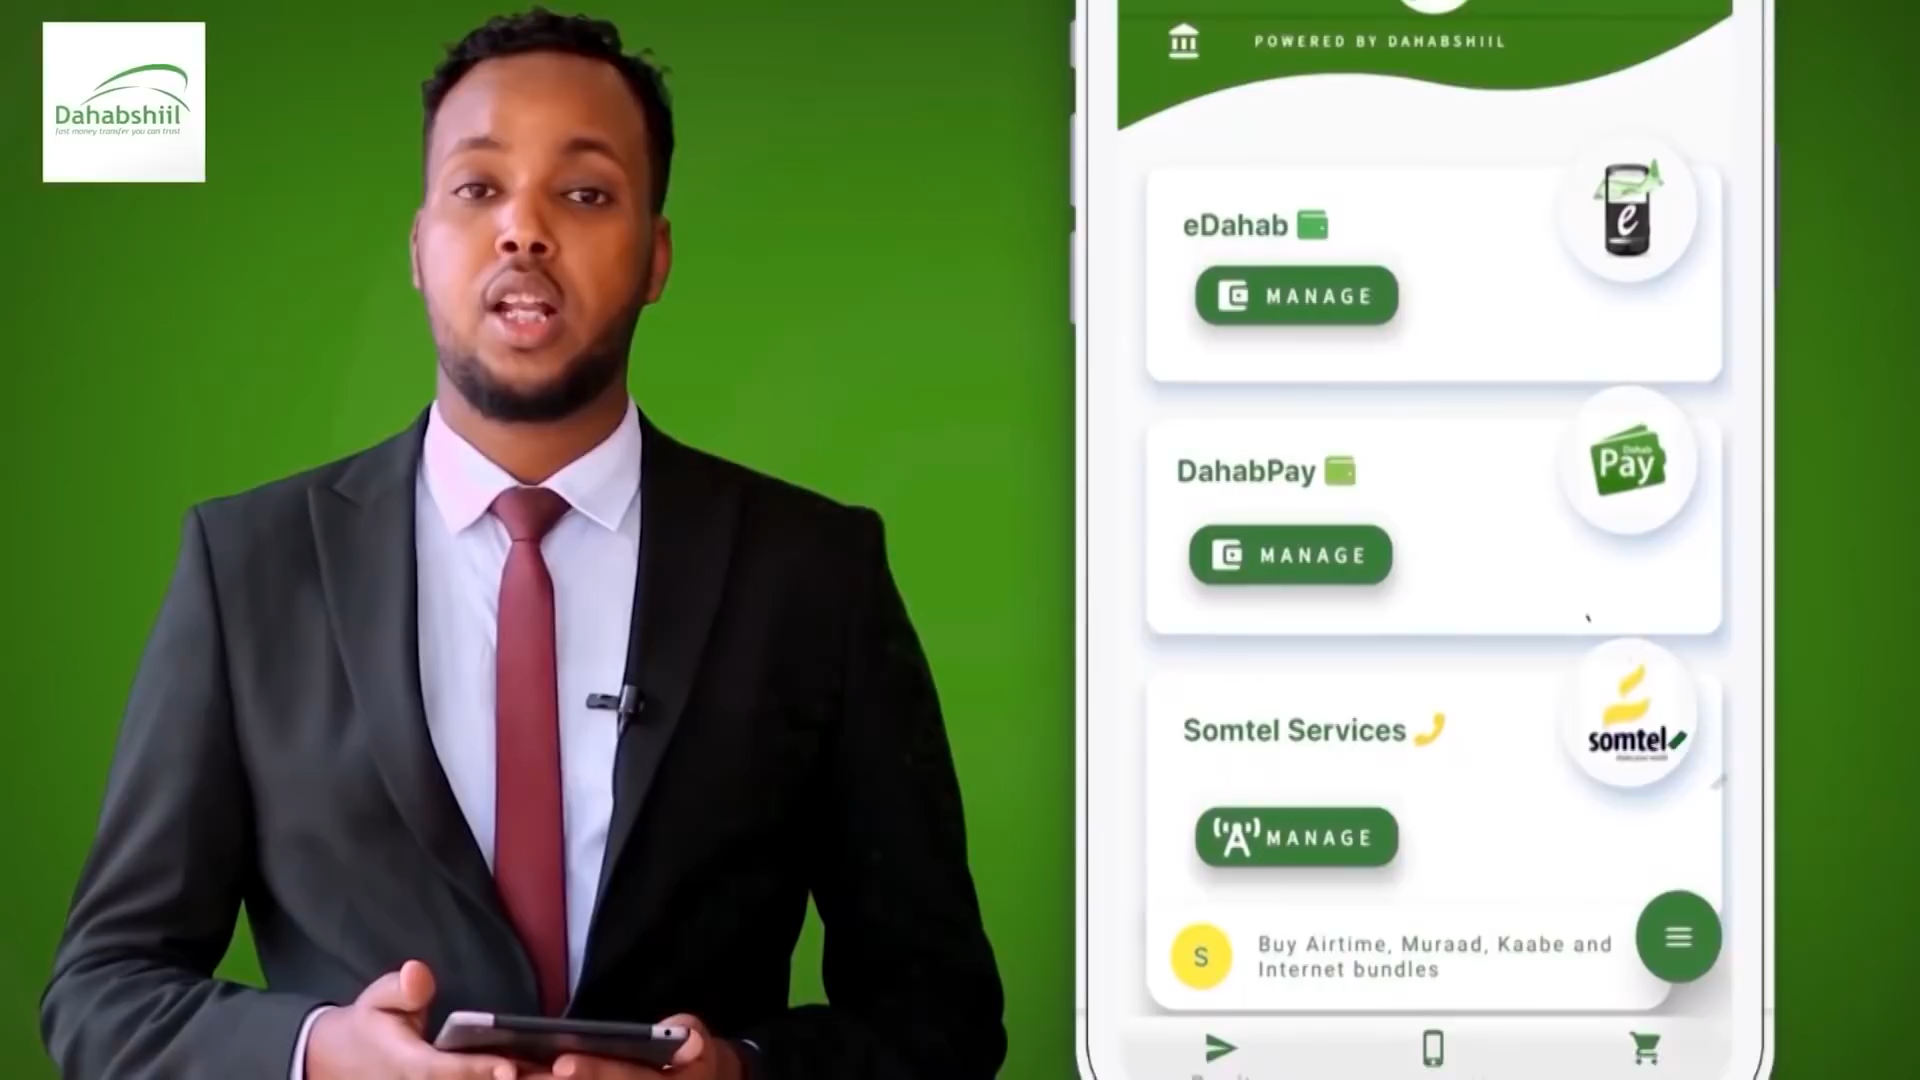 Dahabshiil
fast money transfer you can trust
POWERED BY DAHABSHIIL
eDahab
e
MANAGE
DahabPay
Dahab
Pay
MANAGE
Somtel Services
somtel
MANAGE
S
Buy Airtime, Muraad, Kaabe and
Internet bundles